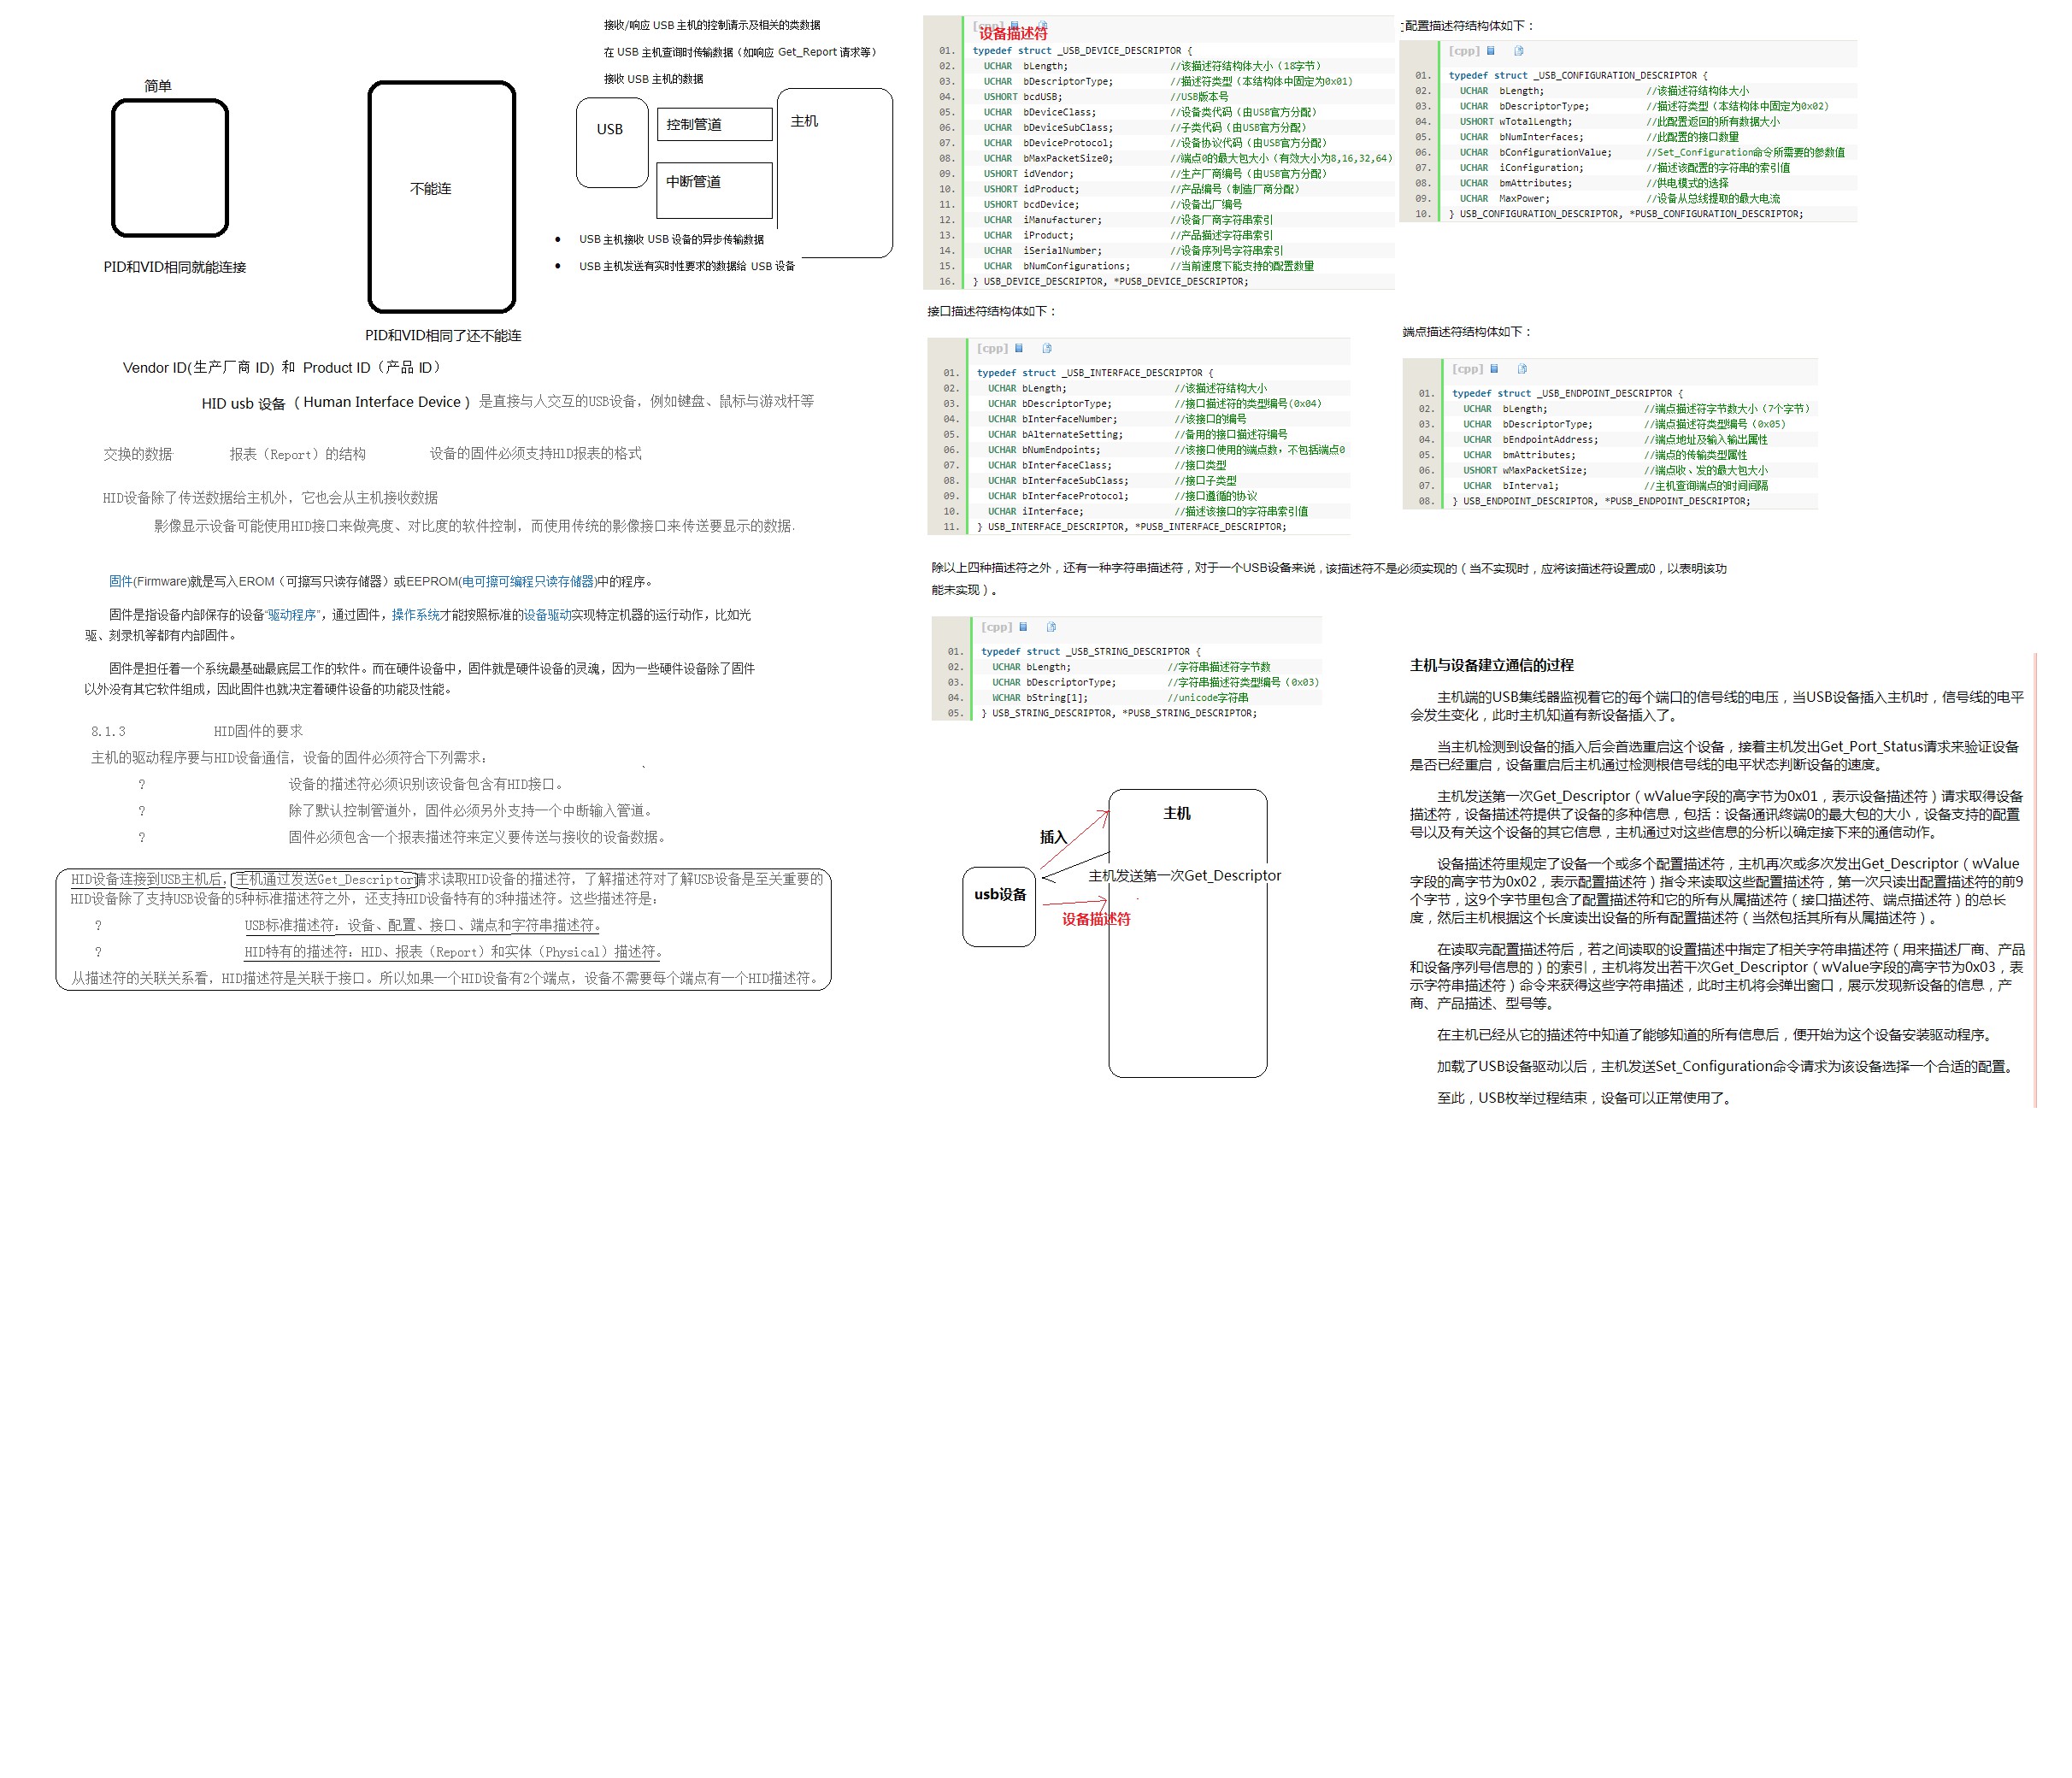 简单
PID和VID相同就能连接
不能连
PID和VID相同了还不能连
接收/响应 USB 主机的控制请示及相关的类数据
在 USB 主机查询时传输数据（如响应 Get_Report 请求等）
接收 USB 主机的数据
USB
控制管道
中断管道
主机
• USB 主机接收 USB 设备的异步传输数据
• USB 主机发送有实时性要求的数据给 USB 设备
Vendor ID(生产厂商 ID) 和 Product ID（产品 ID）
HID usb 设备（ Human Interface Device ）是直接与人交互的USB设备，例如键盘、鼠标与游戏杆等
交换的数据 报表（Report）的结构 设备的固件必须支持HlD报表的格式
HID设备除了传送数据给主机外，它也会从主机接收数据
影像显示设备可能使用HID接口来做亮度、对比度的软件控制，而使用传统的影像接口来传送要显示的数据.
固件(Firmware)就是写入EROM（可擦写只读存储器）或EEPROM(电可擦可编程只读存储器)中的程序。
固件是指设备内部保存的设备“驱动程序”，通过固件，操作系统才能按照标准的设备驱动实现特定机器的运行动作，比如光
驱、刻录机等都有内部固件。
固件是担任着一个系统最基础最底层工作的软件。而在硬件设备中，固件就是硬件设备的灵魂，因为一些硬件设备除了固件
以外没有其它软件组成，因此固件也就决定着硬件设备的功能及性能。
8.1.3 HID固件的要求
主机的驱动程序要与HID设备通信，设备的固件必须符合下列需求：
? 设备的描述符必须识别该设备包含有HID接口。
? 除了默认控制管道外，固件必须另外支持一个中断输入管道。
? 固件必须包含一个报表描述符来定义要传送与接收的设备数据。
HID设备连接到USB主机后，主机通过发送Get_Descriptor请求读取HID设备的描述符，了解描述符对了解USB设备是至关重要的
HID设备除了支持USB设备的5种标准描述符之外，还支持HID设备特有的3种描述符。这些描述符是：
? USB标准描述符：设备、配置、接口、端点和字符串描述符。
? HID特有的描述符：HID、报表（Report）和实体（Physical）描述符。
从描述符的关联关系看，HID描述符是关联于接口。所以如果一个HID设备有2个端点，设备不需要每个端点有一个HID描述符。
[cpp]
设备描述符
01. typedef struct _USB_DEVICE_DESCRIPTOR {
02. UCHAR bLength; //该描述符结构体大小（18字节）
03. UCHAR bDescriptorType; //描述符类型（本结构体中固定为0x01）
04. USHORT bcdUSB; //USB版本号
05. UCHAR bDeviceClass; //设备类代码（由USB官方分配）
06. UCHAR bDeviceSubClass; //子类代码（由USB官方分配）
07. UCHAR bDeviceProtocol; //设备协议代码（由USB官方分配）
08. UCHAR bMaxPacketSize0; //端点0的最大包大小（有效大小为8,16,32,64）
09. USHORT idVendor; //生产厂商编号（由USB官方分配）
10. USHORT idProduct; //产品编号（制造厂商分配）
11. USHORT bcdDevice; //设备出厂编号
12. UCHAR iManufacturer; //设备厂商字符串索引
13. UCHAR iProduct; //产品描述字符串索引
14. UCHAR iSerialNumber; //设备序列号字符串索引
15. UCHAR bNumConfigurations; //当前速度下能支持的配置数量
16. } USB_DEVICE_DESCRIPTOR, *PUSB_DEVICE_DESCRIPTOR;
配置描述符结构体如下：
[cpp]
01. typedef struct _USB_CONFIGURATION_DESCRIPTOR {
02. UCHAR bLength; //该描述符结构体大小
03. UCHAR bDescriptorType; //描述符类型（本结构体中固定为0x02）
04. USHORT wTotalLength; //此配置返回的所有数据大小
05. UCHAR bNumInterfaces; //此配置的接口数量
06. UCHAR bConfigurationValue; //Set_Configuration命令所需要的参数值
07. UCHAR iConfiguration; //描述该配置的字符串的索引值
08. UCHAR bmAttributes; //供电模式的选择
09. UCHAR MaxPower; //设备从总线提取的最大电流
10. } USB_CONFIGURATION_DESCRIPTOR, *PUSB_CONFIGURATION_DESCRIPTOR;
接口描述符结构体如下：
[cpp]
01. typedef struct _USB_INTERFACE_DESCRIPTOR {
02. UCHAR bLength; //该描述符结构大小
03. UCHAR bDescriptorType; //接口描述符的类型编号(0x04)
04. UCHAR bInterfaceNumber; //该接口的编号
05. UCHAR bAlternateSetting; //备用的接口描述符编号
06. UCHAR bNumEndpoints; //该接口使用的端点数，不包括端点0
07. UCHAR bInterfaceClass; //接口类型
08. UCHAR bInterfaceSubClass; //接口子类型
09. UCHAR bInterfaceProtocol; //接口遵循的协议
10. UCHAR iInterface; //描述该接口的字符串索引值
11. } USB_INTERFACE_DESCRIPTOR, *PUSB_INTERFACE_DESCRIPTOR;
端点描述符结构体如下：
[cpp]
01. typedef struct _USB_ENDPOINT_DESCRIPTOR {
02. UCHAR bLength; //端点描述符字节数大小（7个字节）
03. UCHAR bDescriptorType; //端点描述符类型编号（0x05）
04. UCHAR bEndpointAddress; //端点地址及输入输出属性
05. UCHAR bmAttributes; //端点的传输类型属性
06. USHORT wMaxPacketSize; //端点收、发的最大包大小
07. UCHAR bInterval; //主机查询端点的时间间隔
08. } USB_ENDPOINT_DESCRIPTOR, *PUSB_ENDPOINT_DESCRIPTOR;
除以上四种描述符之外，还有一种字符串描述符，对于一个USB设备来说，该描述符不是必须实现的（当不实现时，应将该描述符设置成0，以表明该功
能未实现）。
[cpp]
01. typedef struct _USB_STRING_DESCRIPTOR {
02. UCHAR bLength; //字符串描述符字节数
03. UCHAR bDescriptorType; //字符串描述符类型编号（0x03）
04. WCHAR bString[1]; //unicode字符串
05. } USB_STRING_DESCRIPTOR, *PUSB_STRING_DESCRIPTOR;
插入
主机
usb设备
主机发送第一次Get_Descriptor
设备描述符
主机与设备建立通信的过程
主机端的USB集线器监视着它的每个端口的信号线的电压，当USB设备插入主机时，信号线的电平
会发生变化，此时主机知道有新设备插入了。
当主机检测到设备的插入后会首选重启这个设备，接着主机发出Get_Port_Status请求来验证设备
是否已经重启，设备重启后主机通过检测根信号线的电平状态判断设备的速度。
主机发送第一次Get_Descriptor（wValue字段的高字节为0x01，表示设备描述符）请求取得设备
描述符，设备描述符提供了设备的多种信息，包括：设备通讯终端0的最大包的大小，设备支持的配置
号以及有关这个设备的其它信息，主机通过对这些信息的分析以确定接下来的通信动作。
设备描述符里规定了设备一个或多个配置描述符，主机再次或多次发出Get_Descriptor（wValue
字段的高字节为0x02，表示配置描述符）指令来读取这些配置描述符，第一次只读出配置描述符的前9
个字节，这9个字节里包含了配置描述符和它的所有从属描述符（接口描述符、端点描述符）的总长
度，然后主机根据这个长度读出设备的所有配置描述符（当然包括其所有从属描述符）。
在读取完配置描述符后，若之间读取的设置描述中指定了相关字符串描述符（用来描述厂商、产品
和设备序列号信息的）的索引，主机将发出若干次Get_Descriptor（wValue字段的高字节为0x03，表
示字符串描述符）命令来获得这些字符串描述，此时主机将会弹出窗口，展示发现新设备的信息，产
商、产品描述、型号等。
在主机已经从它的描述符中知道了能够知道的所有信息后，便开始为这个设备安装驱动程序。
加载了USB设备驱动以后，主机发送Set_Configuration命令请求为该设备选择一个合适的配置。
至此，USB枚举过程结束，设备可以正常使用了。